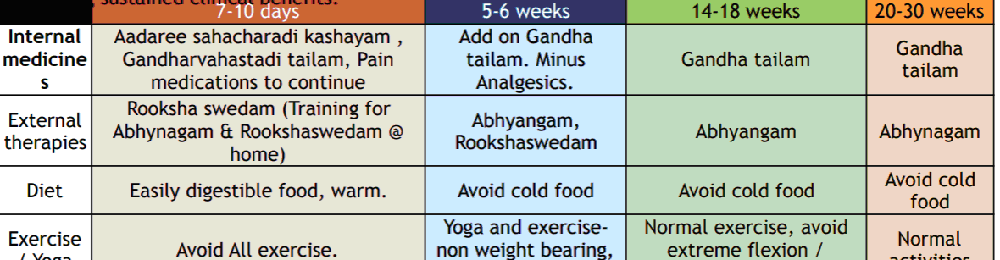 sustained clinical benefits.
7-10 days 5-6 weeks 14-18 weeks 20-30 weeks
Internal
medicine
s
Aadaree sahacharadi kashayam ,
Gandharvahastadi tailam, Pain
medications to continue
Add on Gandha
tailam. Minus
Analgesics.
Gandha tailam
Gandha
tailam
External
therapies
Rooksha swedam (Training for
Abhynagam & Rookshaswedam @
home)
Abhyangam,
Rookshaswedam
Abhyangam
Abhynagam
Diet
Easily digestible food, warm.
Avoid cold food
Avoid cold food
Avoid cold
food
Exercise
/ Yoga
Avoid All exercise.
Yoga and exercise-
non weight bearing,
Normal exercise, avoid
extreme flexion /
Normal
activities